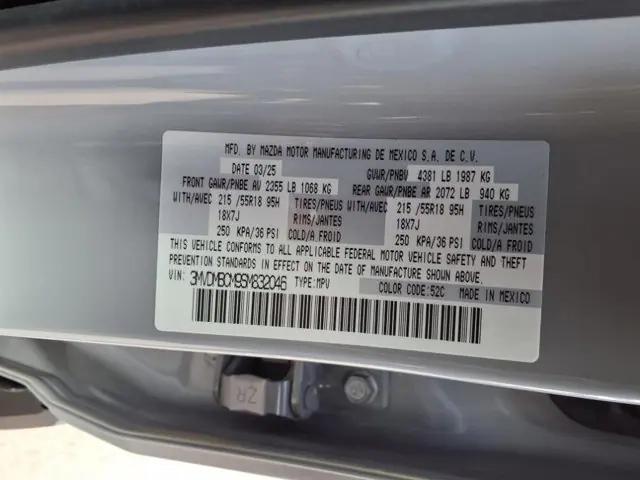 MFD. BY MAZDA MOTOR MANUFACTURING DE MEXICO S.A. DE C.V.
DATE 03/25 GVWR/PNBV 4381 LB 1987 KG
FRONT GAWR/PNBE AV 2355 LB 1068 KG REAR GAWR/PNBE AR 2072 LB 940 KG
WITH/AVEC 215 /55R18 95H TIRES/PNEUS WITH/AVEC 215 /55R18 95H TIRES/PNEUS
18X7J RIMS/JANTES 18X7J RIMS/JANTES
250 KPA/36 PSI COLD/A FROID 250 KPA/36 PSI COLD/A FROID
THIS VEHICLE CONFORMS TO ALL APPLICABLE FEDERAL MOTOR VEHICLE SAFETY AND THEFT
PREVENTION STANDARDS IN EFFECT ON THE DATE OF MANUFACTURE SHOWN ABOVE.
VIN: 3MVDMBCM9SM832046 TYPE:MPV COLOR CODE:52C MADE IN MEXICO
ZR